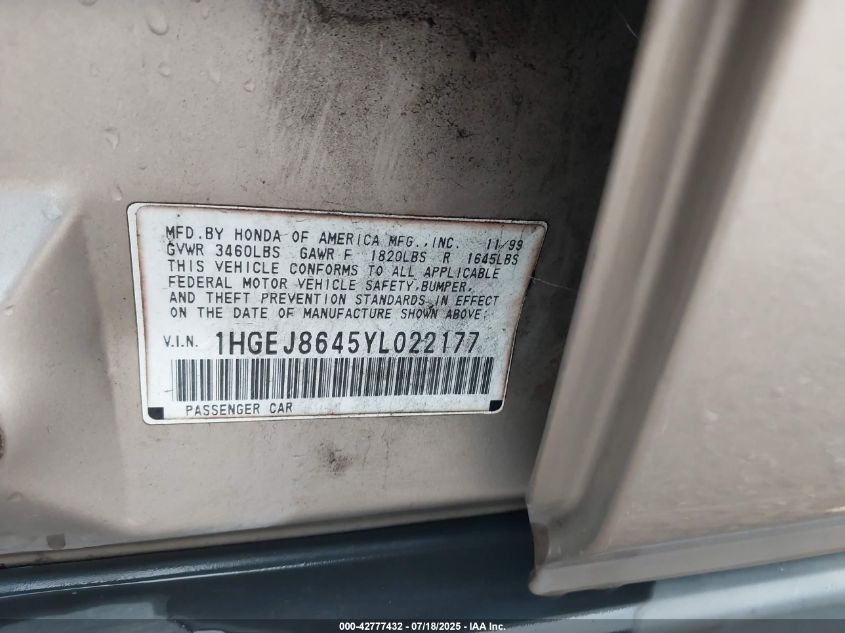 MFD. BY HONDA OF AMERICA MFG., INC. 11/99
GVWR 3460LBS GAWR F 1820LBS R 1645LBS
THIS VEHICLE CONFORMS TO ALL APPLICABLE
FEDERAL MOTOR VEHICLE SAFETY, BUMPER,
AND THEFT PREVENTION STANDARDS IN EFFECT
ON THE DATE OF MANUFACTURE SHOWN ABOVE:
V.I.N. 1HGEJ8645YL022177
PASSENGER CAR
000-42777432 - 07/18/2025 - IAA Inc.